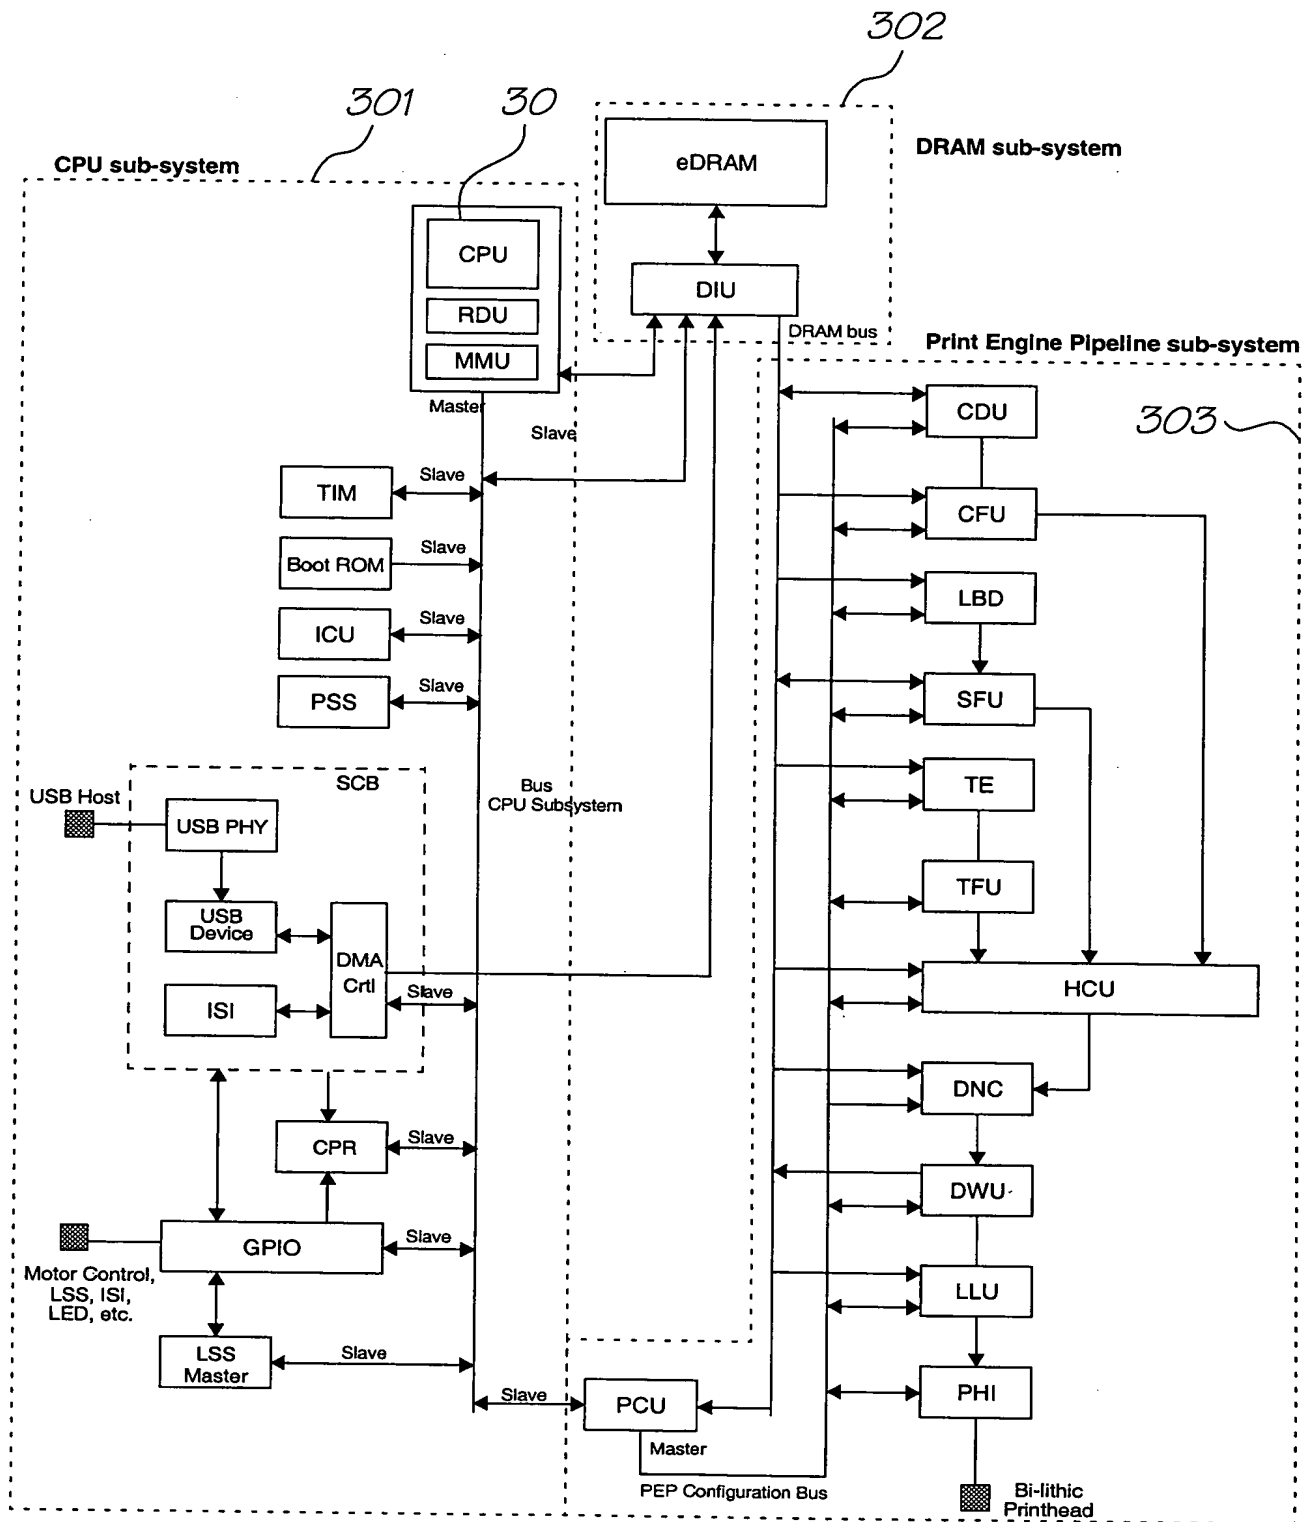 302
301
30
CPU sub-system
DRAM sub-system
eDRAM
CPU
RDU
MMU
DIU
DRAM bus
Print Engine Pipeline sub-system
303
Master
Slave
TIM
Slave
Boot ROM
Slave
ICU
Slave
PSS
Slave
SCB
USB Host
USB PHY
USB
Device
DMA
Crtl
ISI
Slave
Bus
CPU Subsystem
CPR
Slave
GPIO
Slave
Motor Control,
LSS, ISI,
LED, etc.
LSS
Master
Slave
Slave
PCU
Master
PEP Configuration Bus
CDU
CFU
LBD
SFU
TE
TFU
HCU
DNC
DWU
LLU
PHI
Bi-lithic
Printhead